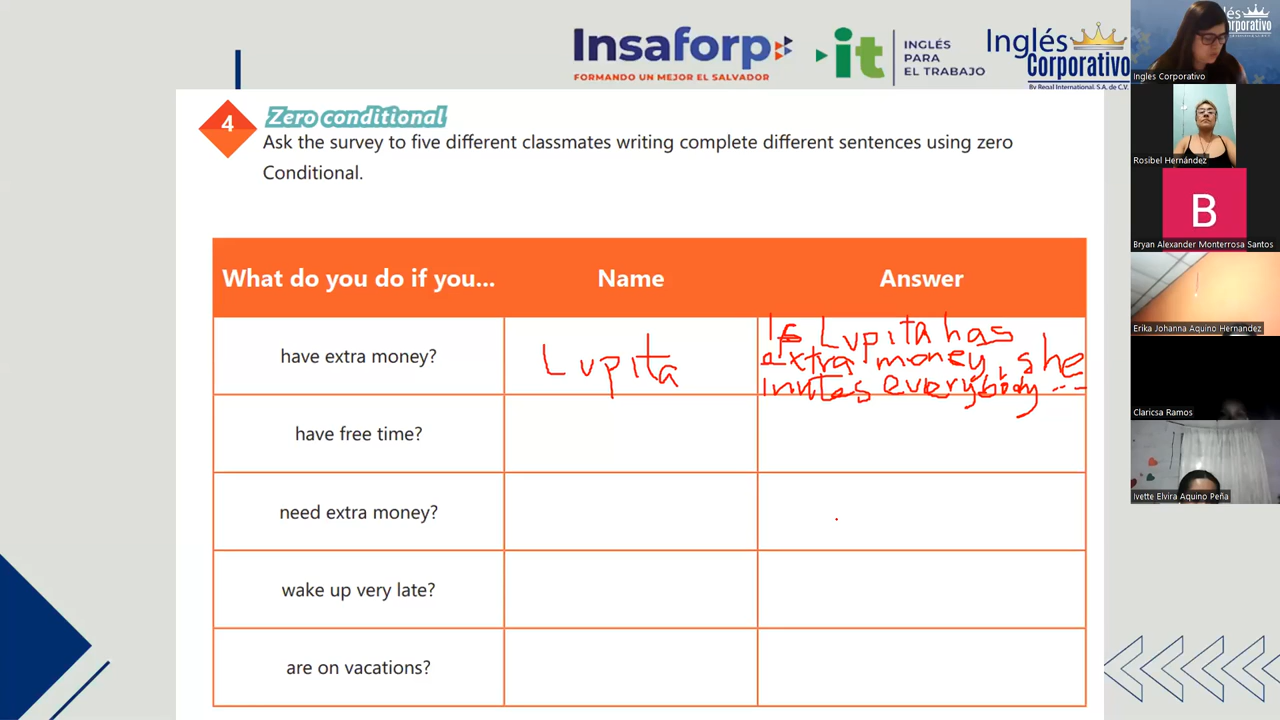 Insaforp
FORMANDO UN MEJOR EL SALVADOR
it
INGLÉS
PARA
EL TRABAJO
Inglés
Corporativo
By Regal International, S.A. de C.V.
4
Zero conditional
Ask the survey to five different classmates writing complete different sentences using zero
Conditional.
What do you do if you...
Name
Answer
have extra money?
Lupita
If Lupita has
extra money, she
invites everybody ...
have free time?
need extra money?
wake up very late?
are on vacations?
Inglés
Corporativo
Ingles Corporativo
Rosibel Hernández
B
Bryan Alexander Monterrosa Santos
Erika Johanna Aquino Hernandez
Claricsa Ramos
Ivette Elvira Aquino Peña